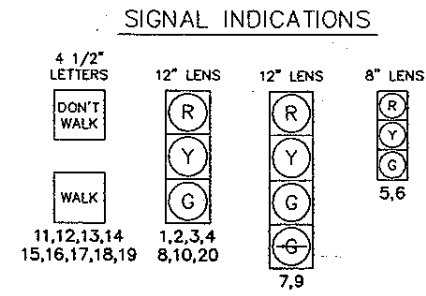 SIGNAL INDICATIONS
4 1/2"
LETTERS
DON'T
WALK
WALK
11,12,13,14
15,16,17,18,19
12" LENS
R
Y
G
1,2,3,4
8,10,20
12" LENS
R
Y
G
G
7,9
8" LENS
R
Y
G
5,6